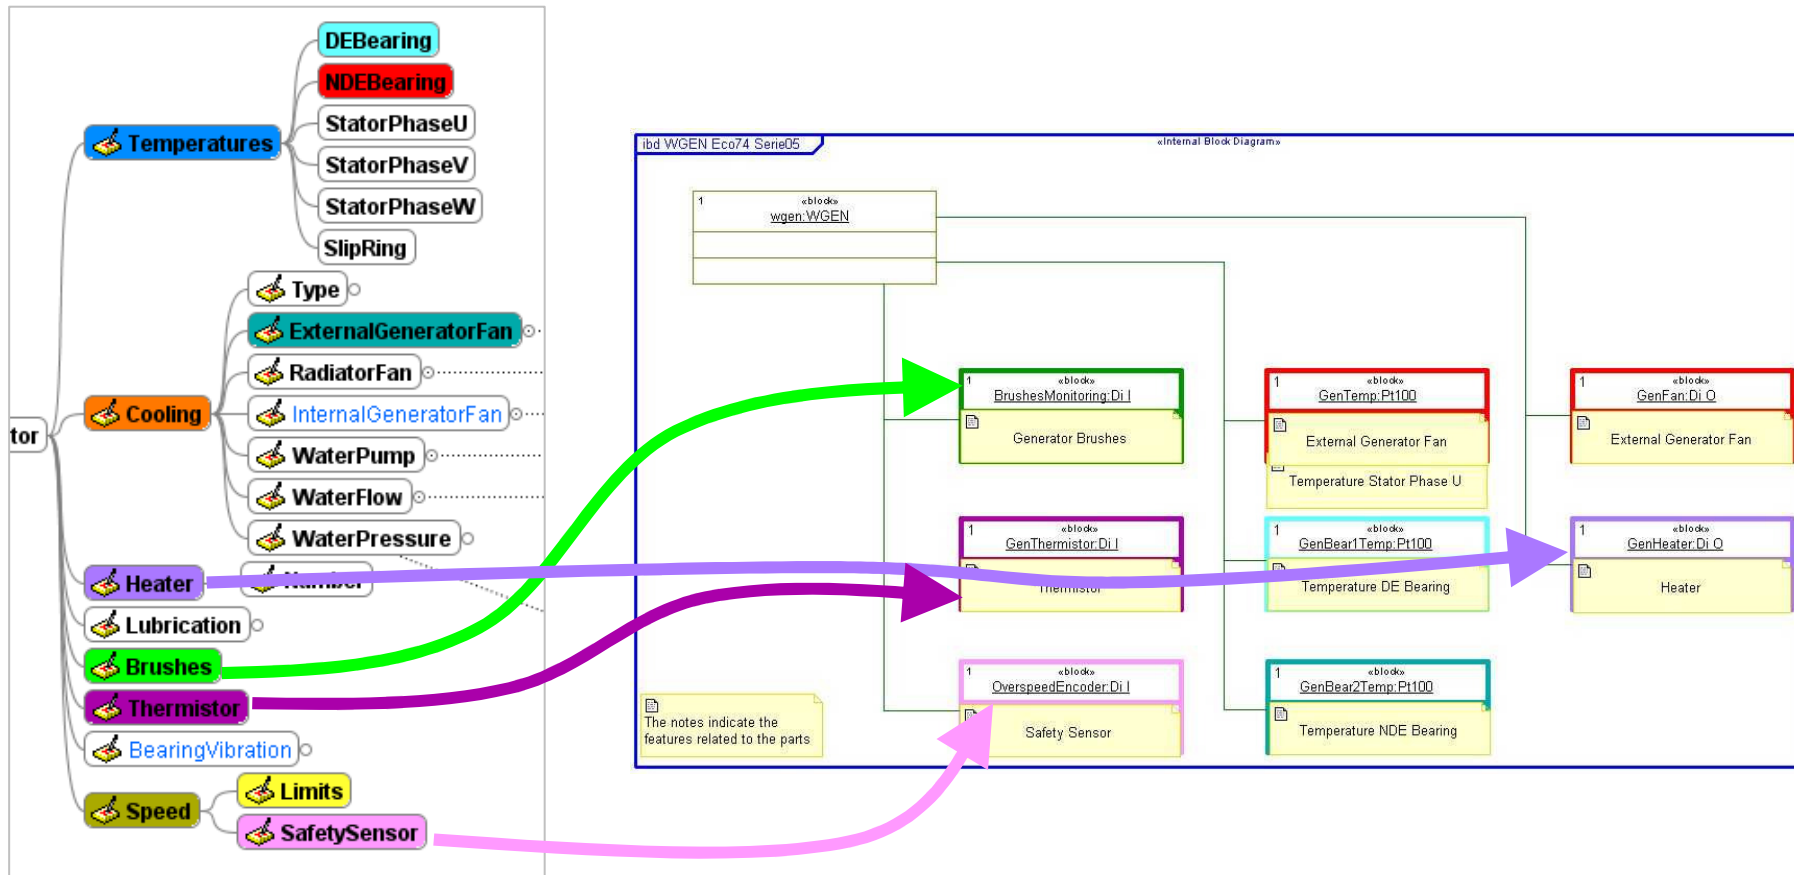 DEBearing
NDEBearing
StatorPhaseU
Temperatures
StatorPhaseV
StatorPhaseW
SlipRing
Type
ExternalGeneratorFan
RadiatorFan
Cooling
InternalGeneratorFan
tor
WaterPump
WaterFlow
WaterPressure
Heater
Number
Lubrication
Brushes
Thermistor
BearingVibration
Limits
Speed
SafetySensor
ibd WGEN Eco74 Serie05
«Internal Block Diagram»
1
«block»
wgen:WGEN
1
«block»
BrushesMonitoring:Di I
Generator Brushes
1
«block»
GenTemp:Pt100
External Generator Fan
Temperature Stator Phase U
1
«block»
GenFan:Di O
External Generator Fan
1
«block»
GenThermistor:Di I
Thermistor
1
«block»
GenBear1Temp:Pt100
Temperature DE Bearing
1
«block»
GenHeater:Di O
Heater
1
«block»
OverspeedEncoder:Di I
Safety Sensor
1
«block»
GenBear2Temp:Pt100
Temperature NDE Bearing
The notes indicate the
features related to the parts